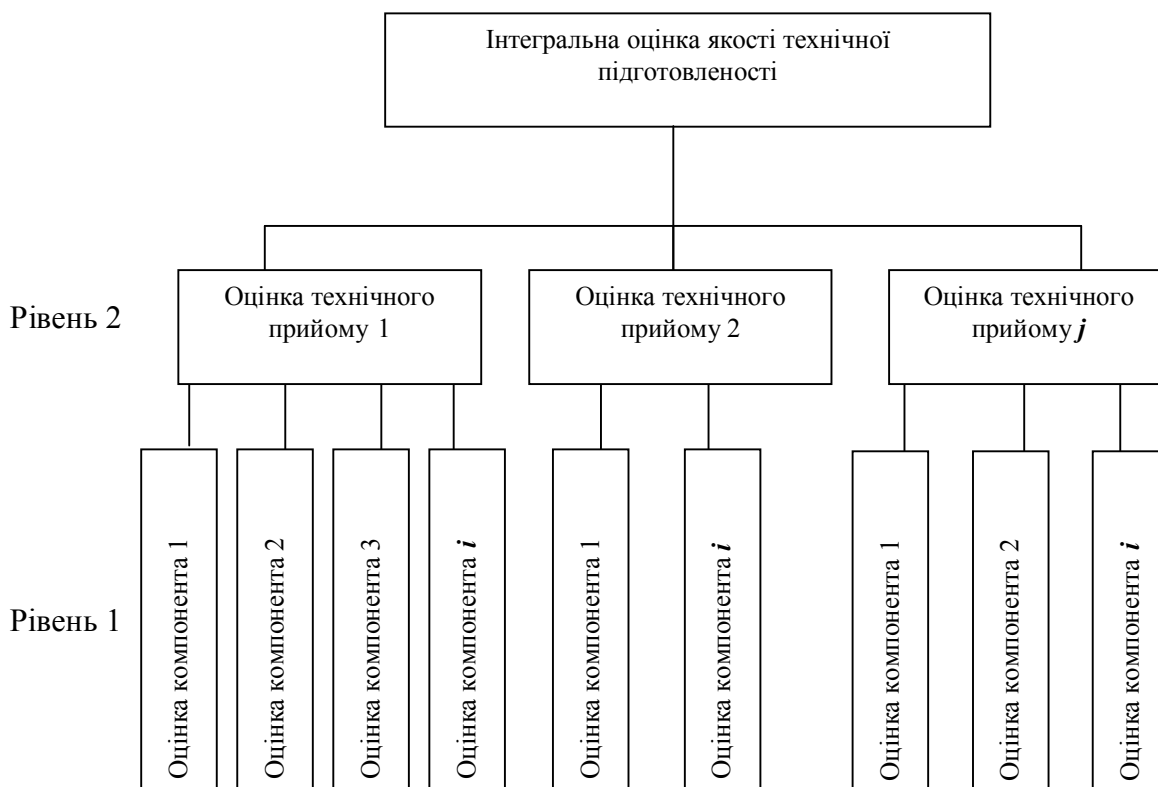 Інтегральна оцінка якості технічної
підготовленості
Рівень 2
Оцінка технічного
прийому 1
Оцінка технічного
прийому 2
Оцінка технічного
прийому j
Рівень 1
Оцінка компонента 1
Оцінка компонента 2
Оцінка компонента 3
Оцінка компонента i
Оцінка компонента 1
Оцінка компонента i
Оцінка компонента 1
Оцінка компонента 2
Оцінка компонента i